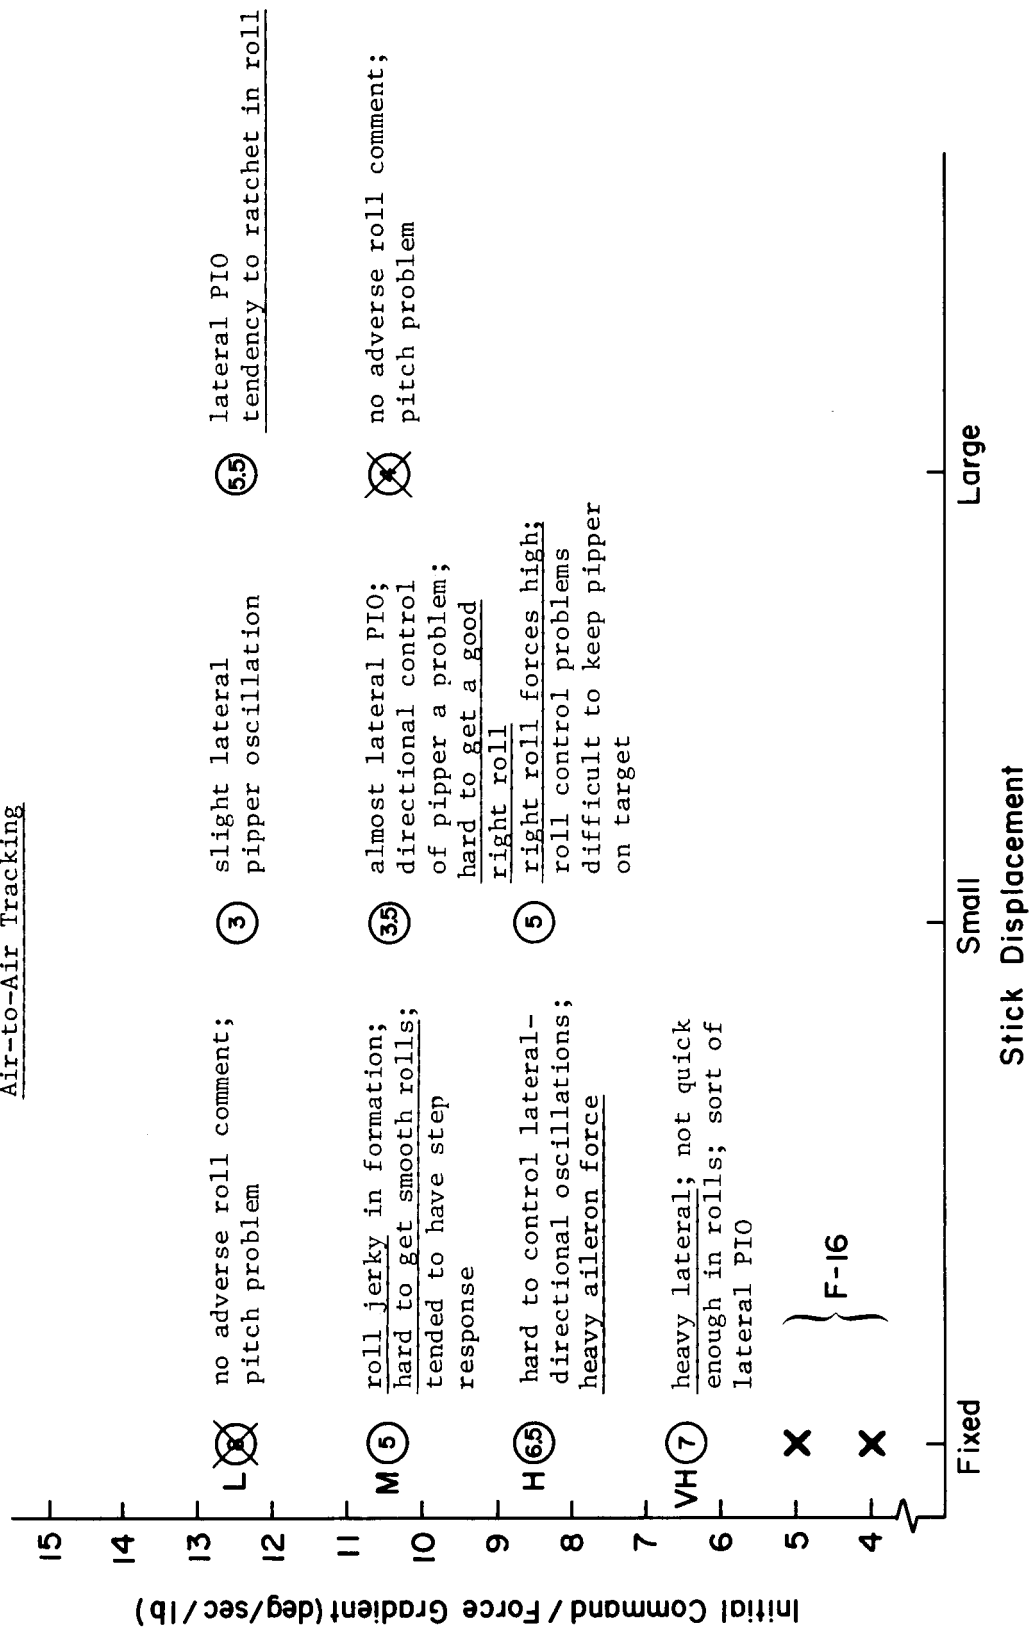 Air-to-Air Tracking
Initial Command / Force Gradient (deg/sec/lb)
15
14
13
12
11
10
9
8
7
6
5
4
L
no adverse roll comment;
pitch problem
3
slight lateral
pipper oscillation
5.5
lateral PIO
tendency to ratchet in roll
M
5
roll jerky in formation;
hard to get smooth rolls;
tended to have step
response
3.5
almost lateral PIO;
directional control
of pipper a problem;
hard to get a good
right roll
4
no adverse roll comment;
pitch problem
H
6.5
hard to control lateral-
directional oscillations;
heavy aileron force
5
right roll forces high;
roll control problems
difficult to keep pipper
on target
VH
7
heavy lateral; not quick
enough in rolls; sort of
lateral PIO
F-16
Fixed
Small
Large
Stick Displacement